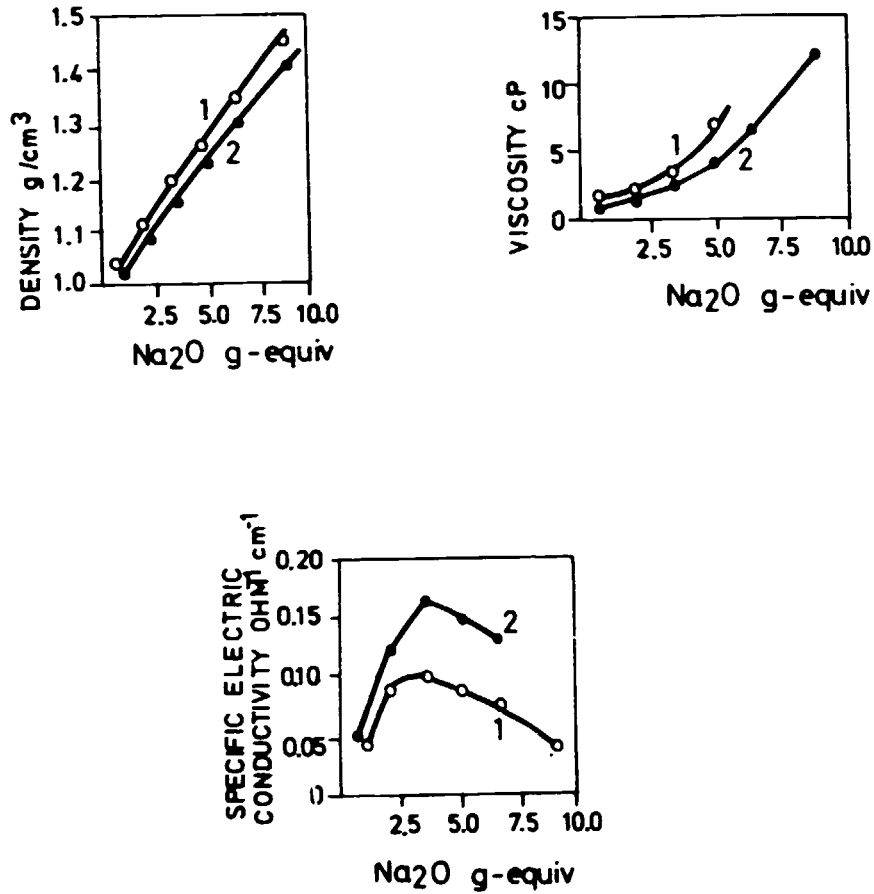 DENSITY g/cm³
1.5
1.4
1.3
1.2
1.1
1.0
1
2
2.5 5.0 7.5 10.0
Na2O g-equiv
VISCOSITY cP
15
10
5
0
1
2
2.5 5.0 7.5 10.0
Na2O g-equiv
SPECIFIC ELECTRIC
CONDUCTIVITY OHM⁻¹ cm⁻¹
0.20
0.15
0.10
0.05
0
2
1
2.5 5.0 7.5 10.0
Na2O g-equiv